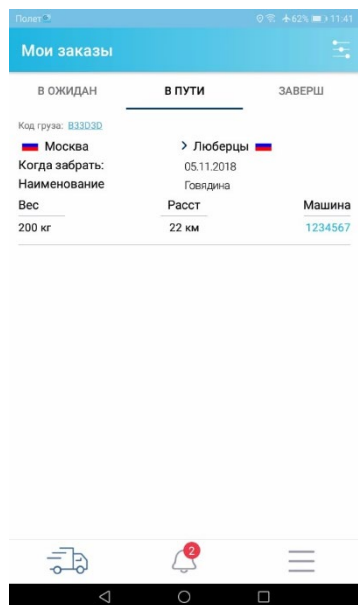 Полет 62% 11:41
Мои заказы
В ОЖИДАН В ПУТИ ЗАВЕРШ
Код груза: B33D3D
Москва > Люберцы
Когда забрать: 05.11.2018
Наименование Говядина
Вес Расст Машина
200 кг 22 км 1234567
2